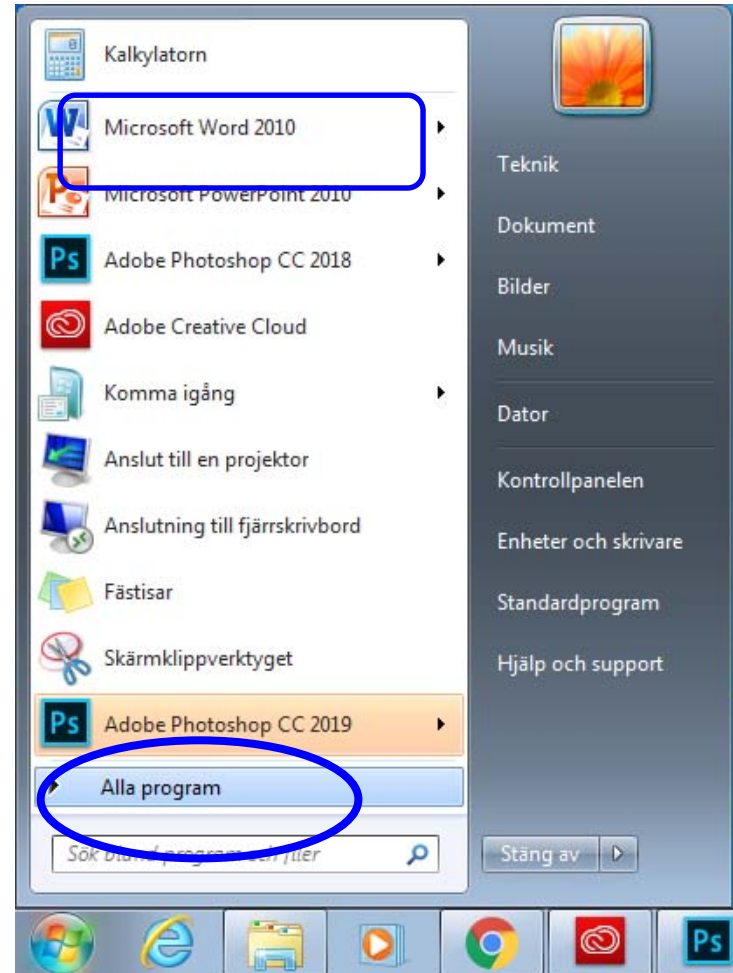 Kalkylatorn
Microsoft Word 2010
Microsoft PowerPoint 2010
Ps Adobe Photoshop CC 2018
Adobe Creative Cloud
Komma igång
Anslut till en projektor
Anslutning till fjärrskrivbord
Fästisar
Skärmklippverktyget
Ps Adobe Photoshop CC 2019
Alla program
Sök bland program och filer
Teknik
Dokument
Bilder
Musik
Dator
Kontrollpanelen
Enheter och skrivare
Standardprogram
Hjälp och support
Stäng av
Ps